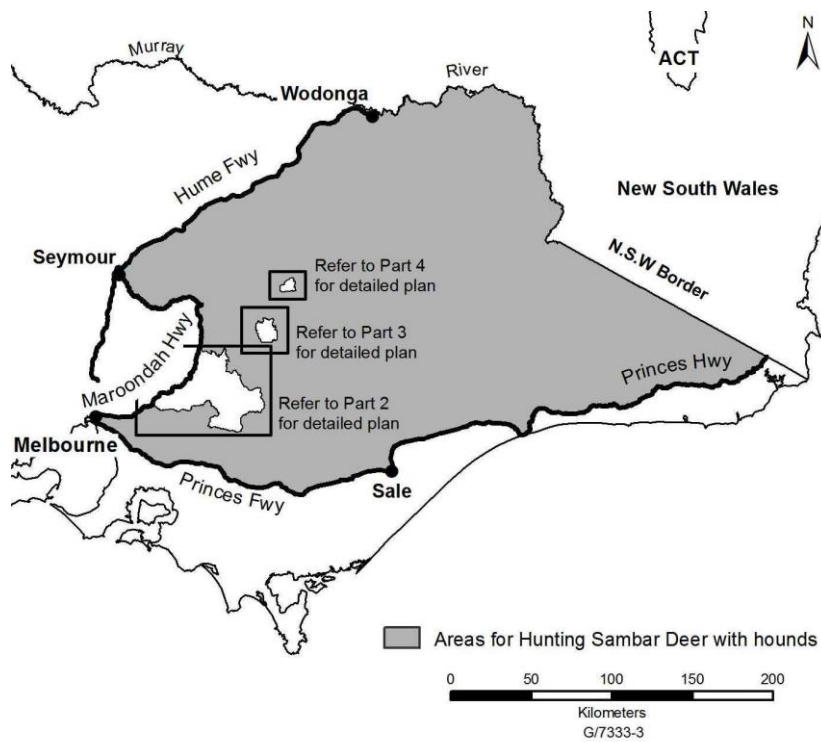 N
ACT
Murray
River
Wodonga
Hume Fwy
New South Wales
Seymour
N.S.W Border
Refer to Part 4
for detailed plan
Maroondah Hwy
Refer to Part 3
for detailed plan
Princes Hwy
Refer to Part 2
for detailed plan
Melbourne
Princes Fwy
Sale
Areas for Hunting Sambar Deer with hounds
0 50 100 150 200
Kilometers
G/7333-3